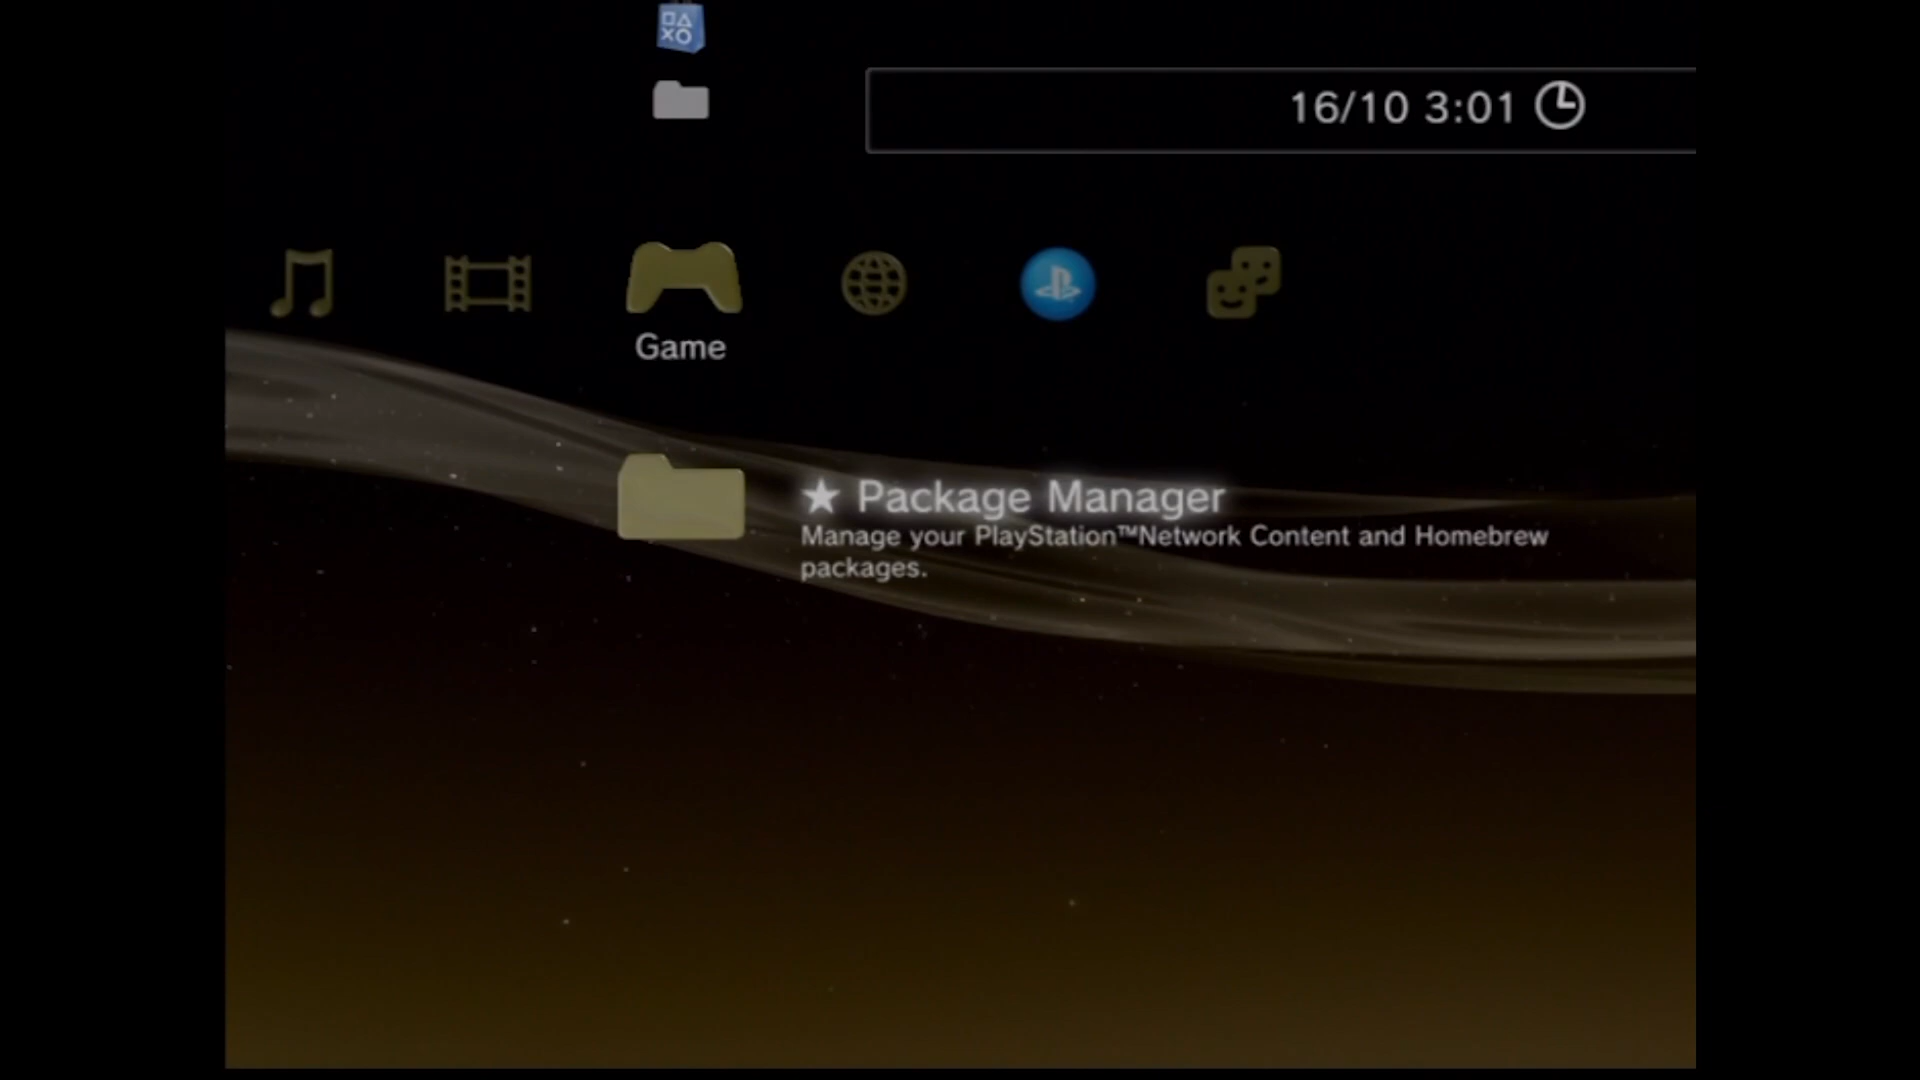 16/10 3:01
Game
★ Package Manager
Manage your PlayStation™Network Content and Homebrew
packages.